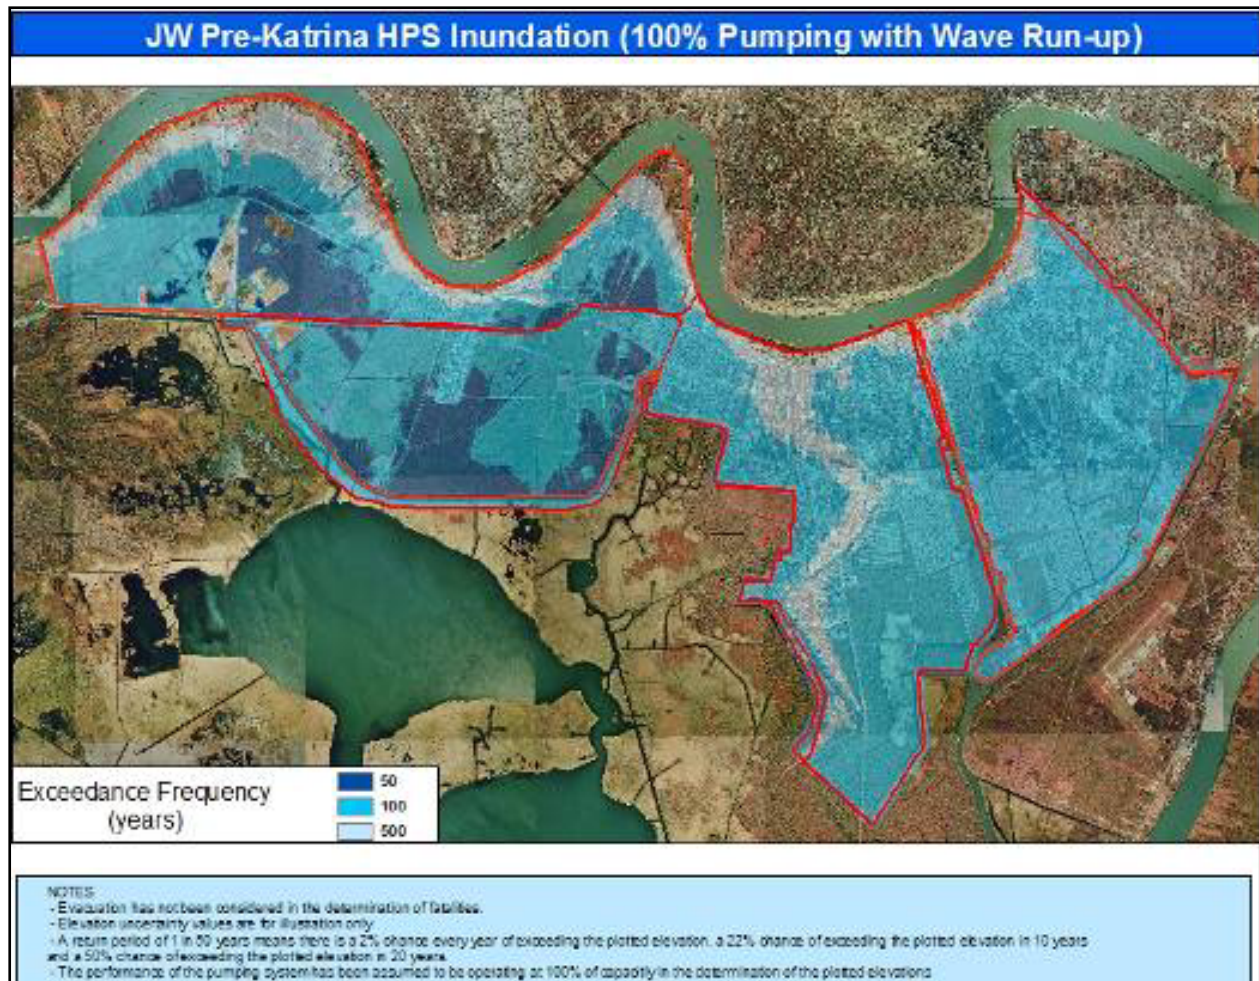 JW Pre-Katrina HPS Inundation (100% Pumping with Wave Run-up)
Exceedance Frequency
(years)
50
100
500
NOTES
- Evacuation has not been considered in the determination of fatalities.
- Elevation uncertainty values are for illustration only
- A return period of 1 in 50 years means there is a 2% chance every year of exceeding the plotted elevation, a 22% chance of exceeding the plotted elevation in 10 years
and a 50% chance of exceeding the plotted elevation in 20 years.
- The performance of the pumping system has been assumed to be operating at 100% of capacity in the determination of the plotted elevations